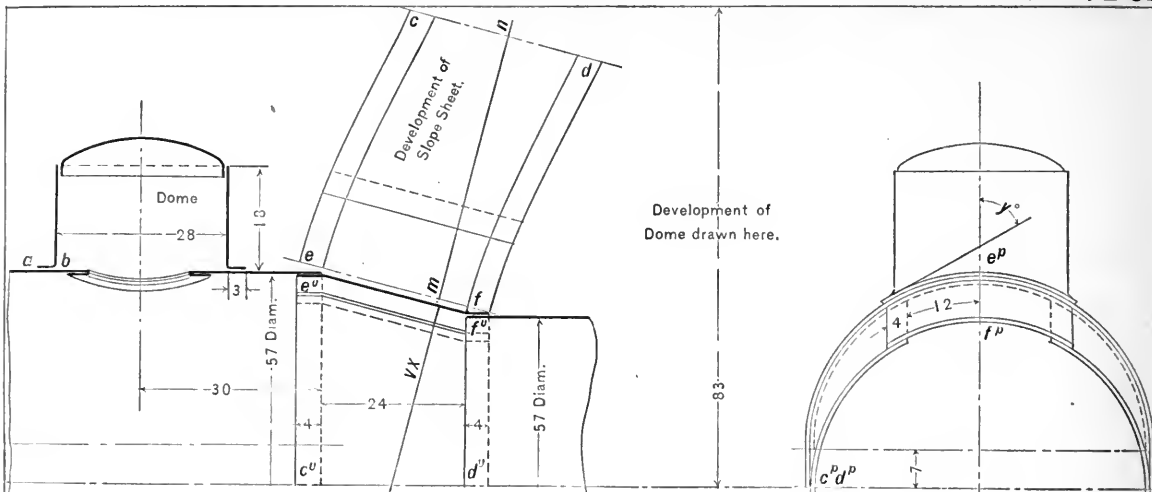 c
n
d
Development of
Slope Sheet.
Dome
18
28
a
b
3
e
m
f
e^v
f^v
57 Diam.
VX
30
24
4
4
57 Diam.
c^v
d^v
Development of
Dome drawn here.
83
y°
e^p
4
12
f^p
7
c^p d^p